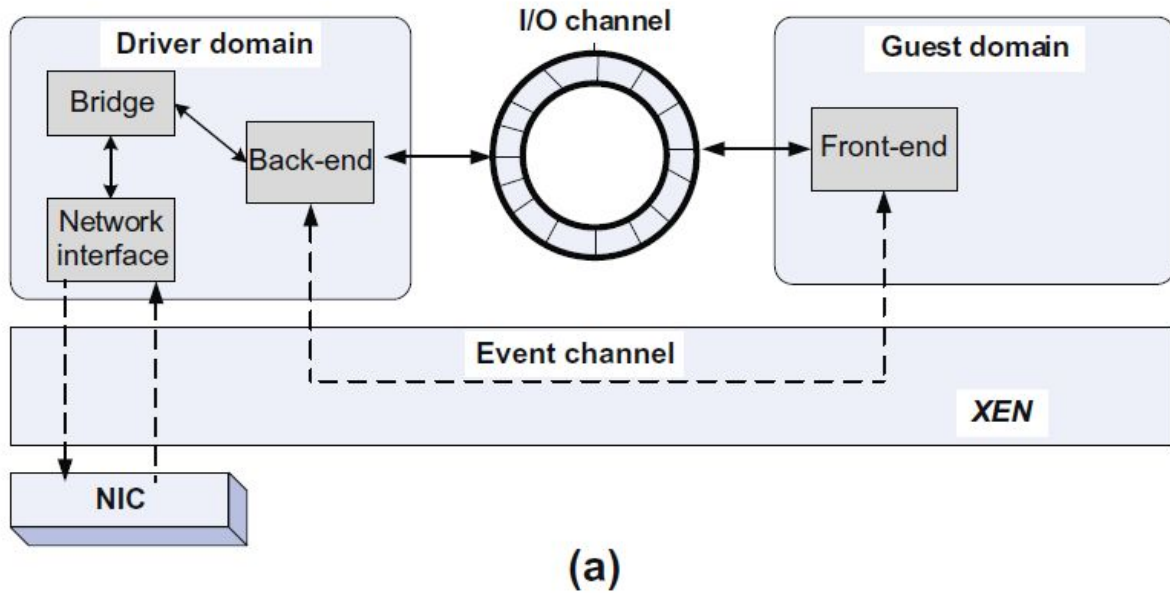 I/O channel
Driver domain
Guest domain
Bridge
Back-end
Front-end
Network
interface
Event channel
XEN
NIC
(a)